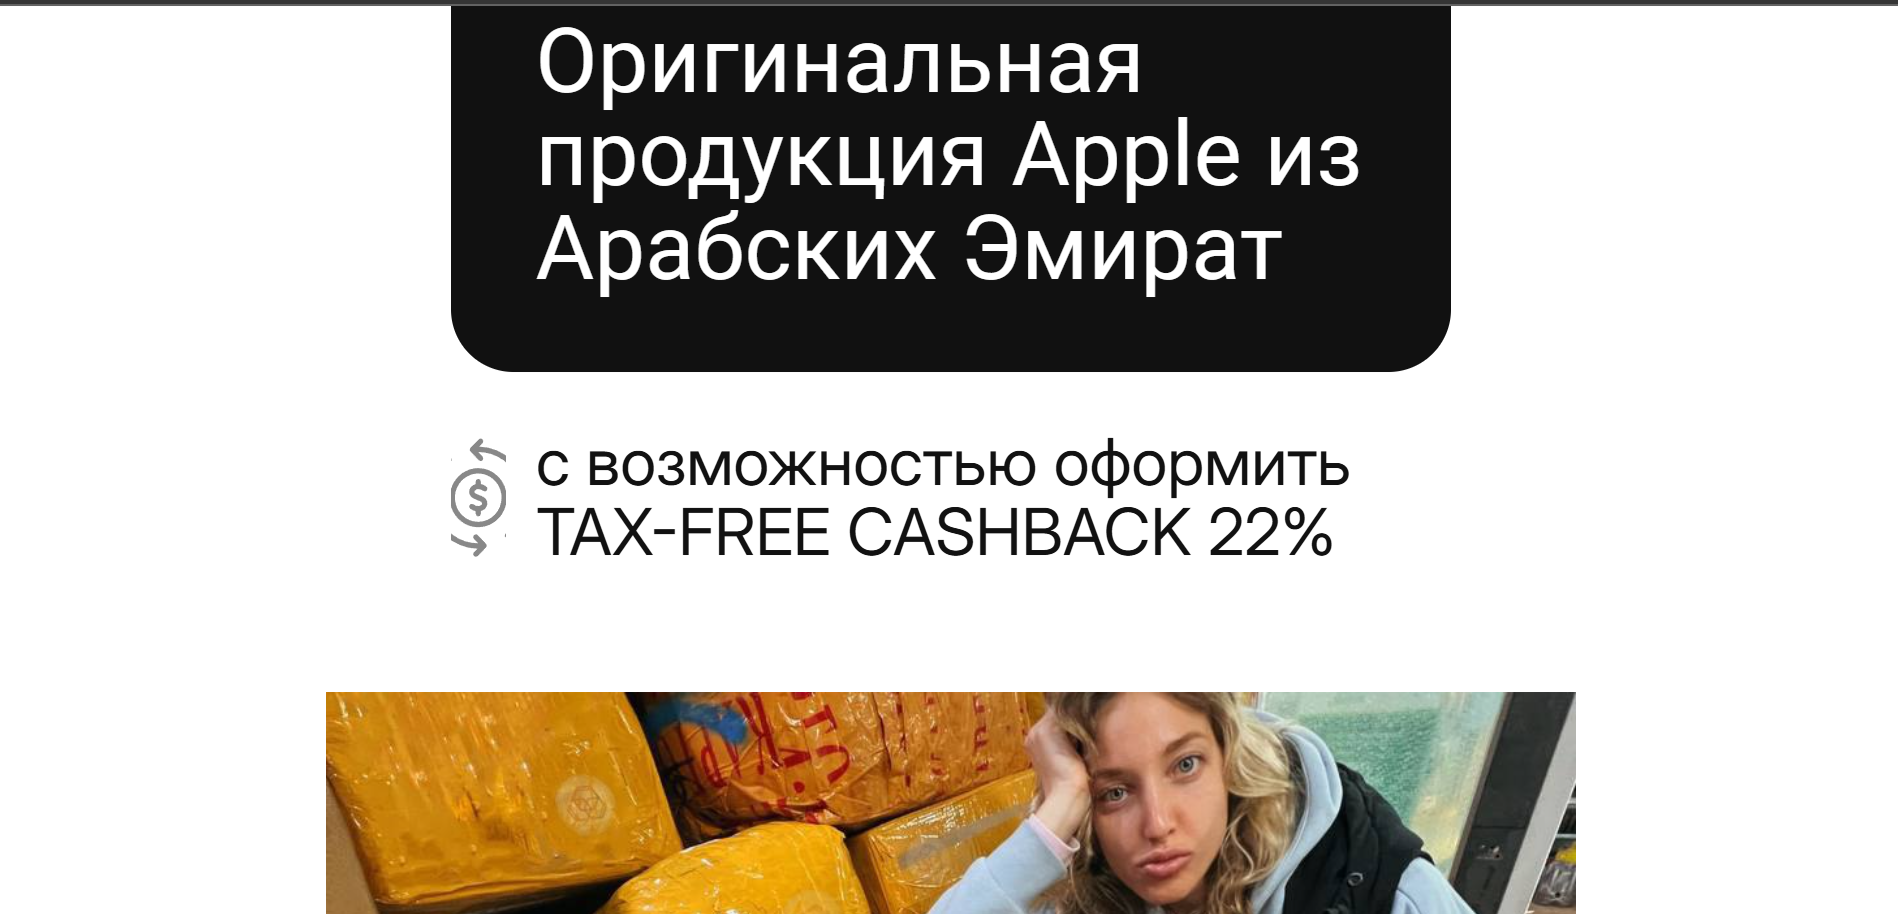 Оригинальная
продукция Apple из
Арабских Эмират
с возможностью оформить
TAX-FREE CASHBACK 22%